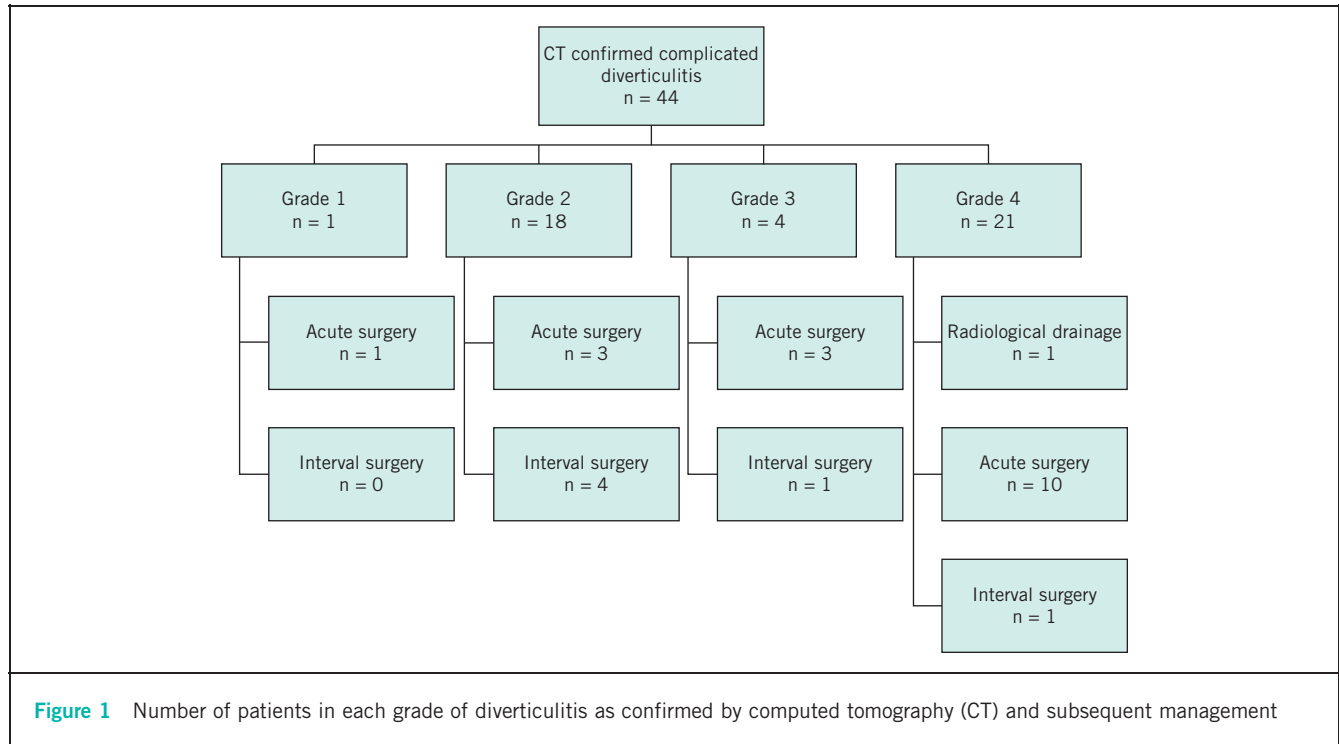 CT confirmed complicated
diverticulitis
n = 44
Grade 1
n = 1
Grade 2
n = 18
Grade 3
n = 4
Grade 4
n = 21
Acute surgery
n = 1
Acute surgery
n = 3
Acute surgery
n = 3
Radiological drainage
n = 1
Interval surgery
n = 0
Interval surgery
n = 4
Interval surgery
n = 1
Acute surgery
n = 10
Interval surgery
n = 1
Figure 1 Number of patients in each grade of diverticulitis as confirmed by computed tomography (CT) and subsequent management